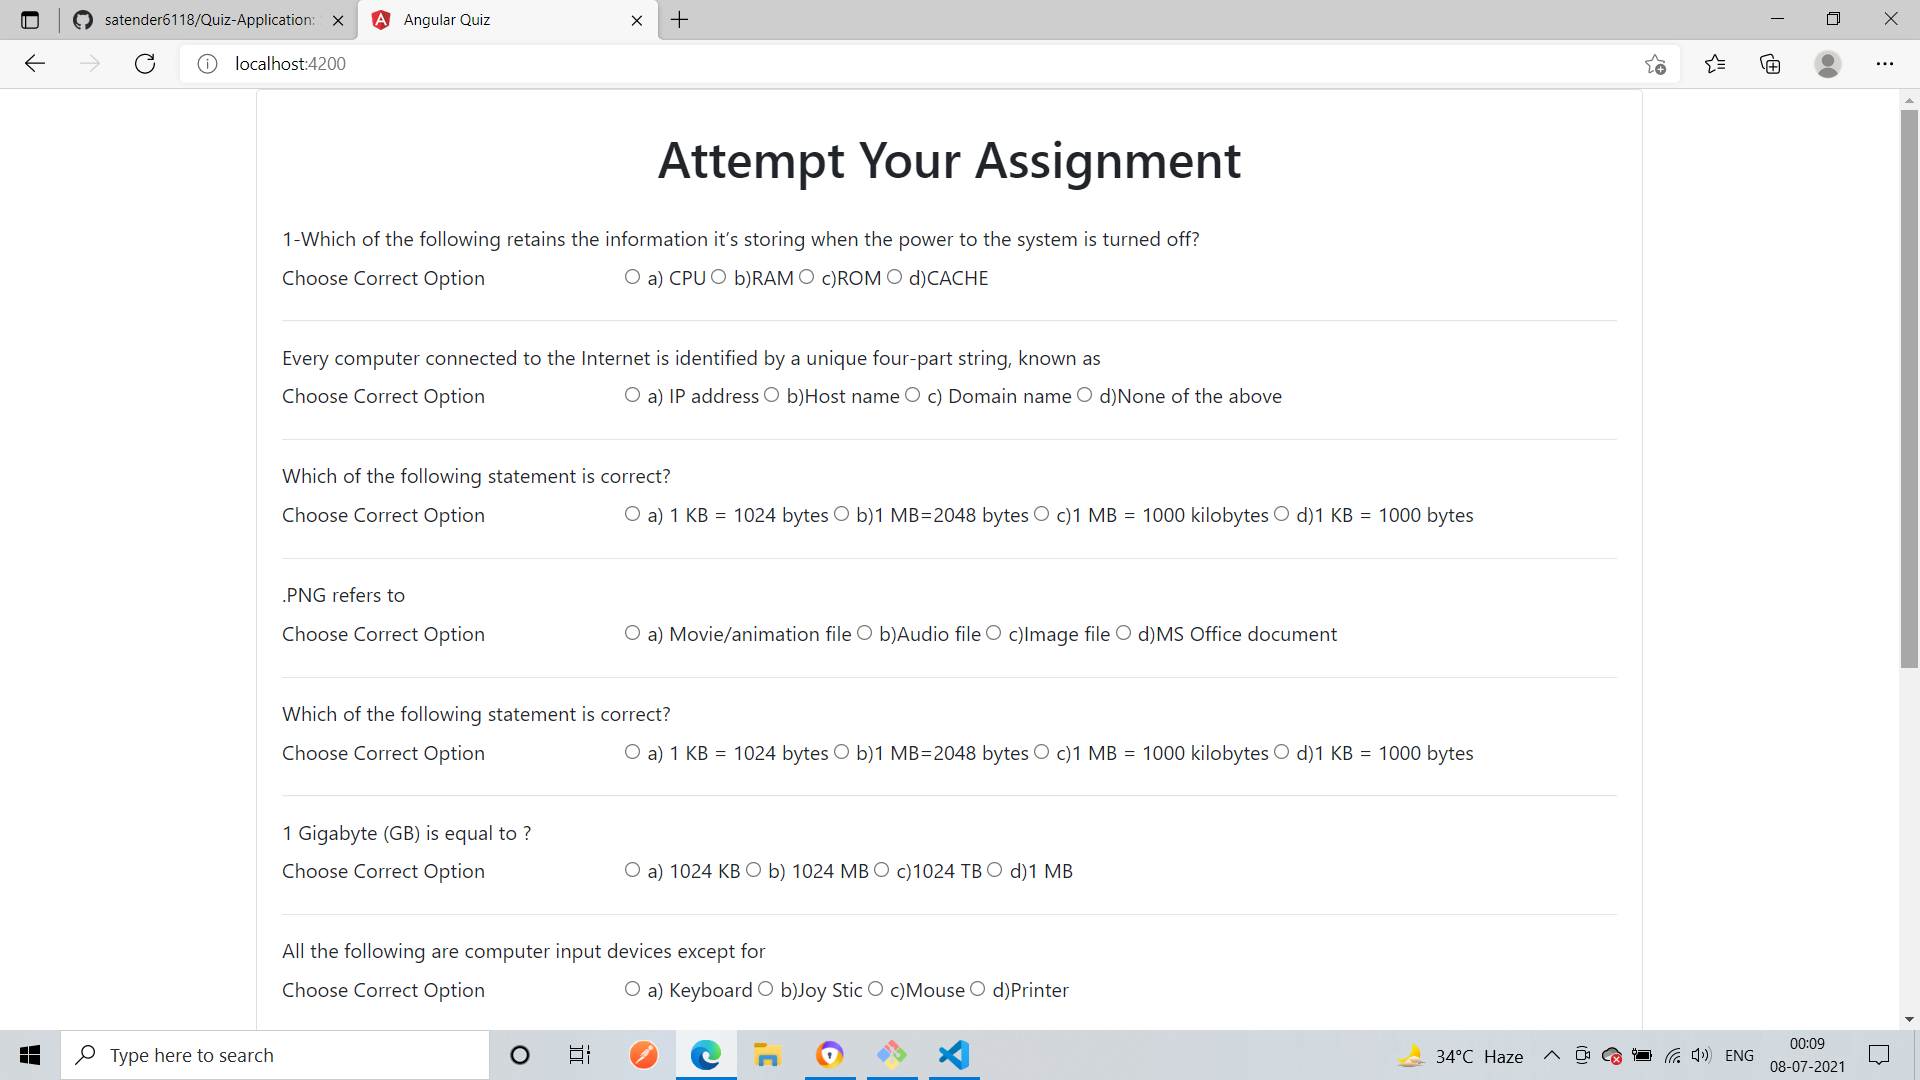 satender6118/Quiz-Application:
Angular Quiz
localhost:4200
Attempt Your Assignment
1-Which of the following retains the information it's storing when the power to the system is turned off?
Choose Correct Option a) CPU b)RAM c)ROM d)CACHE
Every computer connected to the Internet is identified by a unique four-part string, known as
Choose Correct Option a) IP address b)Host name c) Domain name d)None of the above
Which of the following statement is correct?
Choose Correct Option a) 1 KB = 1024 bytes b)1 MB=2048 bytes c)1 MB = 1000 kilobytes d)1 KB = 1000 bytes
.PNG refers to
Choose Correct Option a) Movie/animation file b)Audio file c)Image file d)MS Office document
Which of the following statement is correct?
Choose Correct Option a) 1 KB = 1024 bytes b)1 MB=2048 bytes c)1 MB = 1000 kilobytes d)1 KB = 1000 bytes
1 Gigabyte (GB) is equal to ?
Choose Correct Option a) 1024 KB b) 1024 MB c)1024 TB d)1 MB
All the following are computer input devices except for
Choose Correct Option a) Keyboard b)Joy Stic c)Mouse d)Printer
Type here to search
34°C Haze
ENG
00:09
08-07-2021